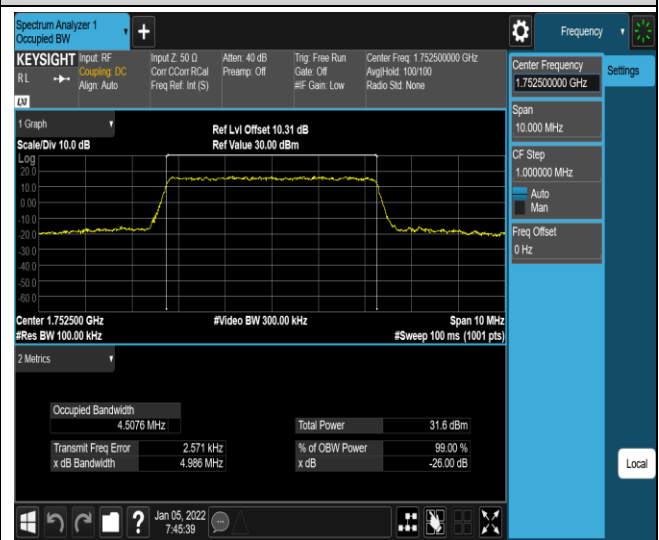 Spectrum Analyzer 1
Occupied BW
+
Frequency
KEYSIGHT
RL
LXI
Input: RF
Coupling: DC
Align: Auto
Input Z: 50 Ω
Corr CCorr RCal
Freq Ref: Int (S)
Atten: 40 dB
Preamp: Off
Trig: Free Run
Gate: Off
#IF Gain: Low
Center Freq: 1.752500000 GHz
Avg|Hold: 100/100
Radio Std: None
Center Frequency
1.752500000 GHz
Settings
Span
10.000 MHz
CF Step
1.000000 MHz
Auto
Man
Freq Offset
0 Hz
Local
1 Graph
Scale/Div 10.0 dB
Ref Lvl Offset 10.31 dB
Ref Value 30.00 dBm
Log
20.0
10.0
0.00
-10.0
-20.0
-30.0
-40.0
-50.0
-60.0
Center 1.752500 GHz
#Res BW 100.00 kHz
#Video BW 300.00 kHz
Span 10 MHz
#Sweep 100 ms (1001 pts)
2 Metrics
Occupied Bandwidth
4.5076 MHz
Total Power 31.6 dBm
Transmit Freq Error 2.571 kHz
% of OBW Power 99.00 %
x dB Bandwidth 4.986 MHz
x dB -26.00 dB
?
Jan 05, 2022
7:45:39